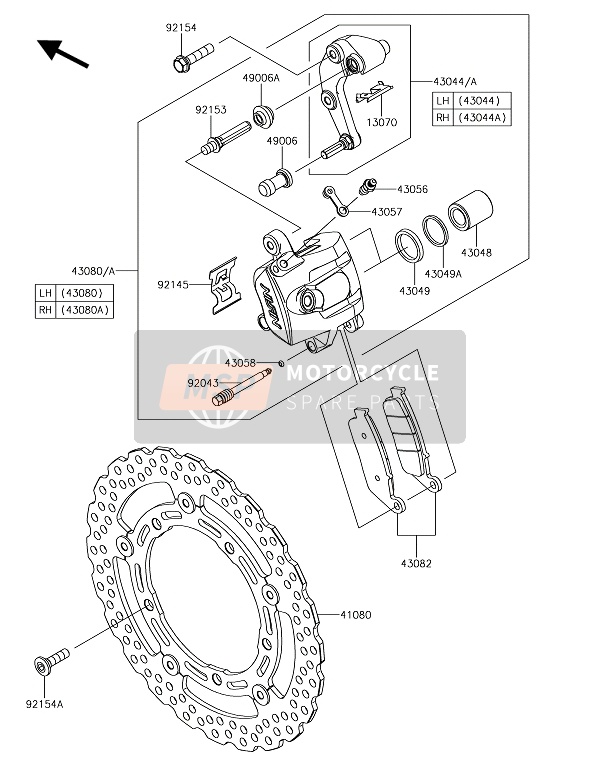 92154
49006A
43044/A
92153
LH (43044)
RH (43044A)
13070
49006
43056
43057
43048
43080/A
43049A
LH (43080)
92145
43049
RH (43080A)
43058
MOTORCYCLE
92043
MSP
SPARE PARTS
43082
41080
92154A